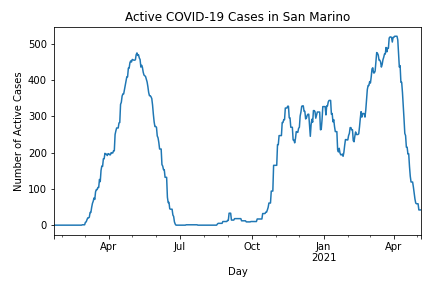 Active COVID-19 Cases in San Marino
Number of Active Cases
500
400
300
200
100
0
Apr
Jul
Oct
Jan
2021
Apr
Day